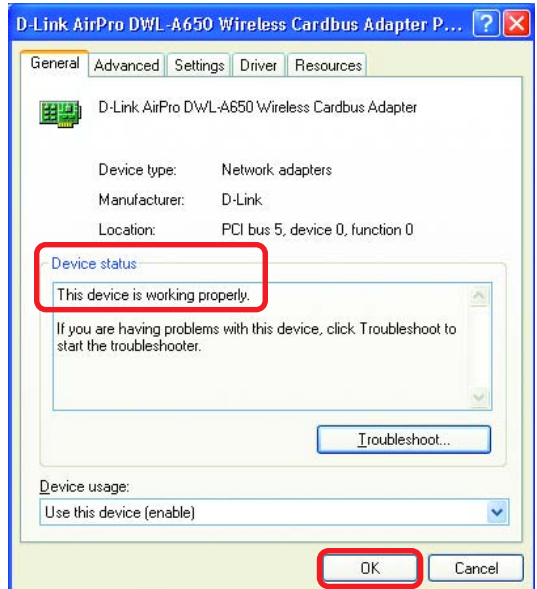 D-Link AirPro DWL-A650 Wireless Cardbus Adapter P... ?
General Advanced Settings Driver Resources
D-Link AirPro DWL-A650 Wireless Cardbus Adapter
Device type: Network adapters
Manufacturer: D-Link
Location: PCI bus 5, device 0, function 0
Device status
This device is working properly.
If you are having problems with this device, click Troubleshoot to
start the troubleshooter.
Troubleshoot...
Device usage:
Use this device (enable)
OK Cancel